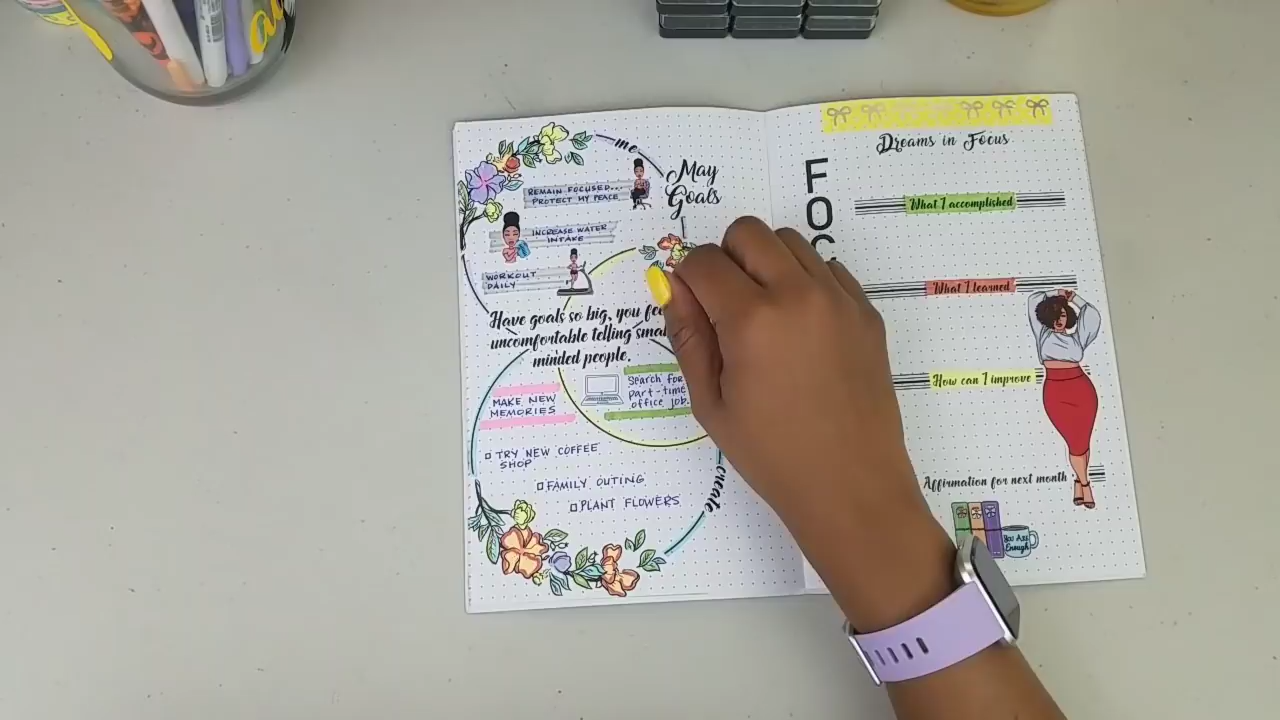 me
May
Goals
REMAIN FOCUSED...
PROTECT MY PEACE
INCREASE WATER
INTAKE
WORKOUT
DAILY
Have goals so big, you
uncomfortable telling
minded people.
MAKE NEW
MEMORIES
Search for
part-time
office job.
TRY NEW COFFEE
SHOP
FAMILY OUTING
PLANT FLOWERS
create
Dreams in Focus
F
O
What I accomplished
What I learned
How can I improve
Affirmation for next month
You Are
Enough